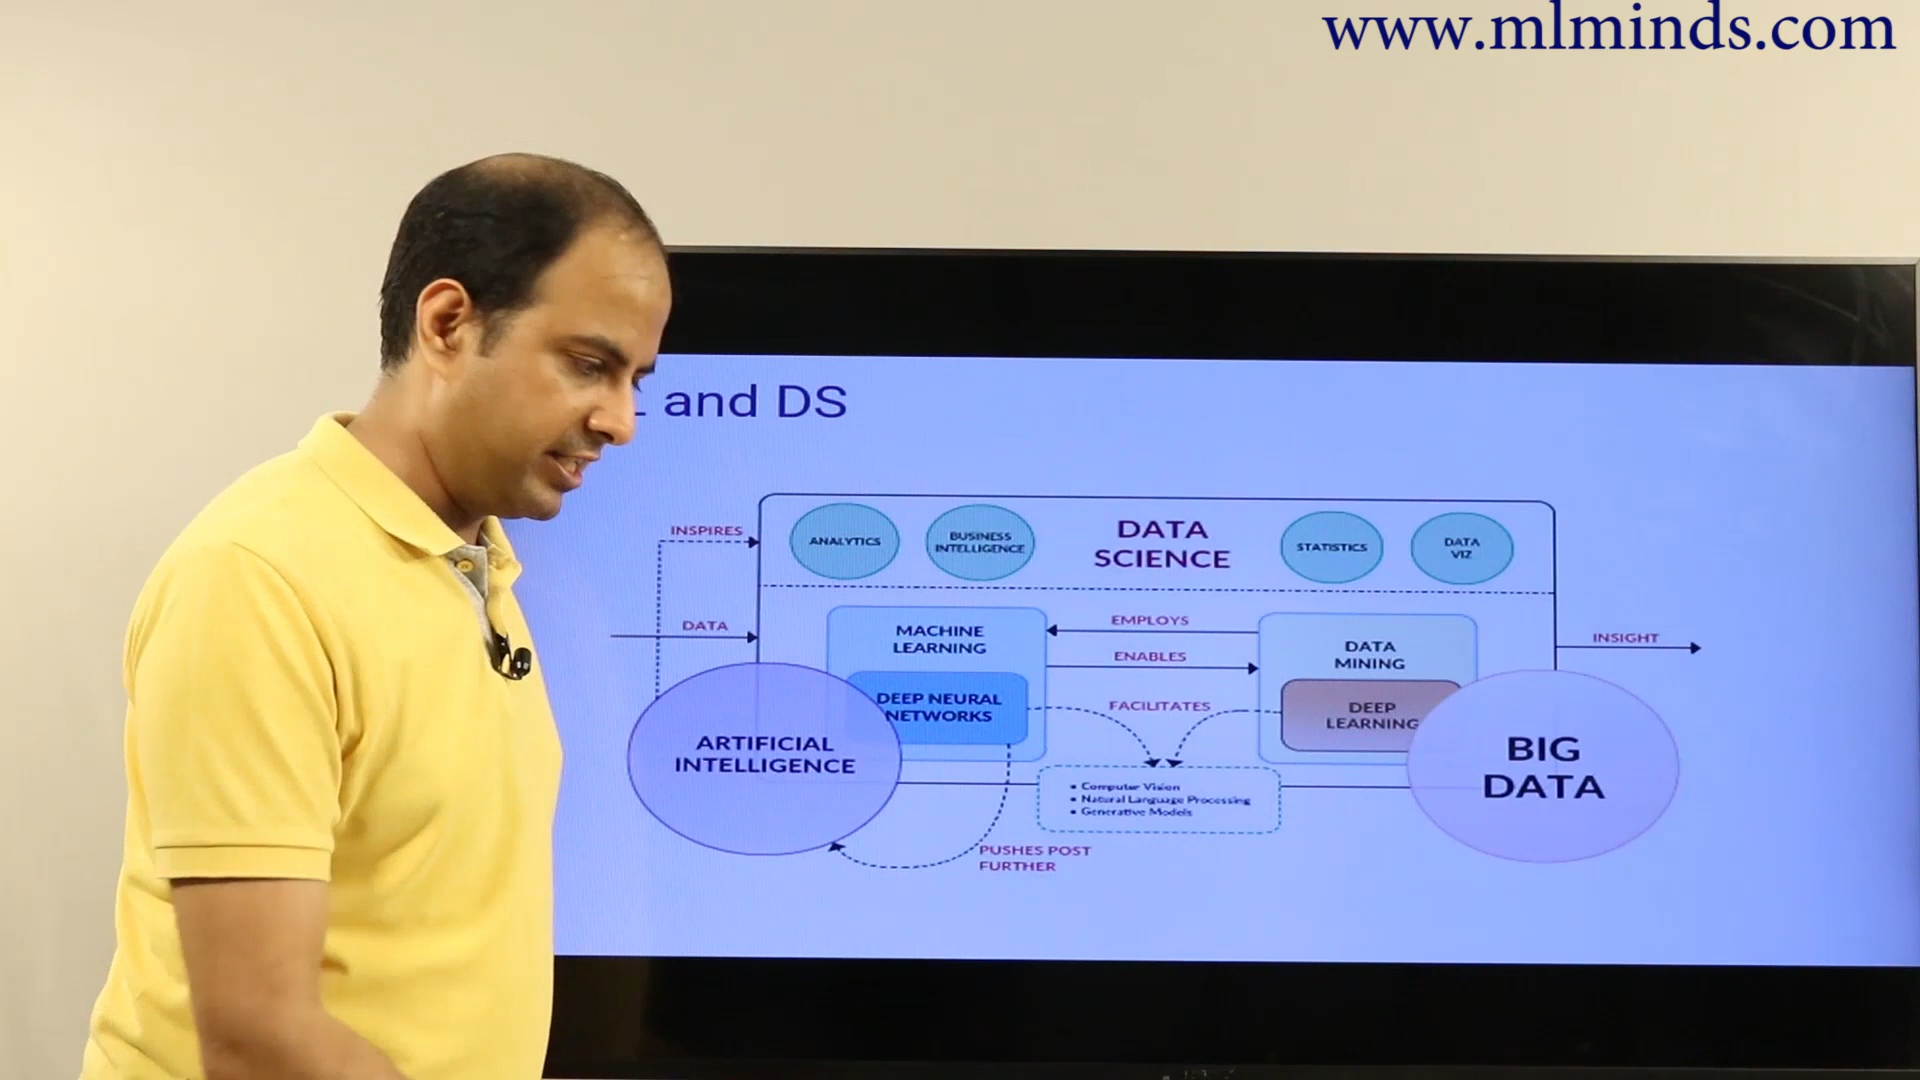 www.mlminds.com
and DS
INSPIRES
ANALYTICS
BUSINESS
INTELLIGENCE
DATA
SCIENCE
STATISTICS
DATA
VIZ
DATA
MACHINE
LEARNING
EMPLOYS
ENABLES
DATA
MINING
INSIGHT
DEEP NEURAL
NETWORKS
FACILITATES
DEEP
LEARNING
ARTIFICIAL
INTELLIGENCE
BIG
DATA
• Computer Vision
• Natural Language Processing
• Generative Models
PUSHES POST
FURTHER